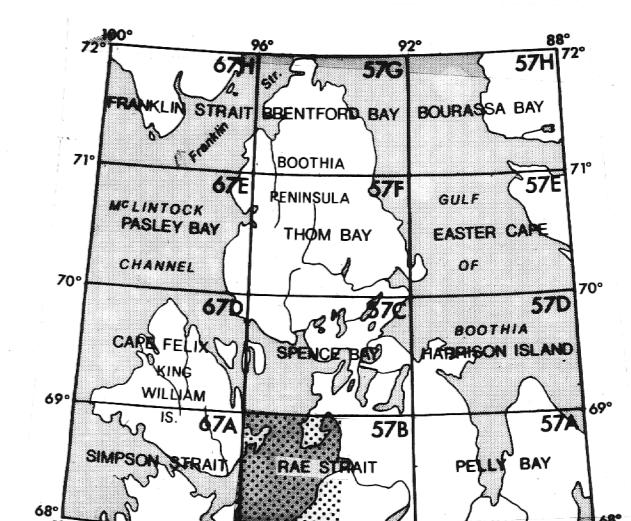 100° 96° 92° 88°
72° 67H 57G 57H 72°
Str.
FRANKLIN STRAIT BRENTFORD BAY BOURASSA BAY
Franklin
71° BOOTHIA 71°
67E 57F 57E
PENINSULA GULF
McLINTOCK
PASLEY BAY THOM BAY EASTER CAPE
CHANNEL OF
70° 70°
67D 57C 57D
BOOTHIA
CAPE FELIX SPENCE BAY HARRISON ISLAND
KING
WILLIAM
69° 69°
IS.
67A 57B 57A
SIMPSON STRAIT RAE STRAIT PELLY BAY
68° 68°